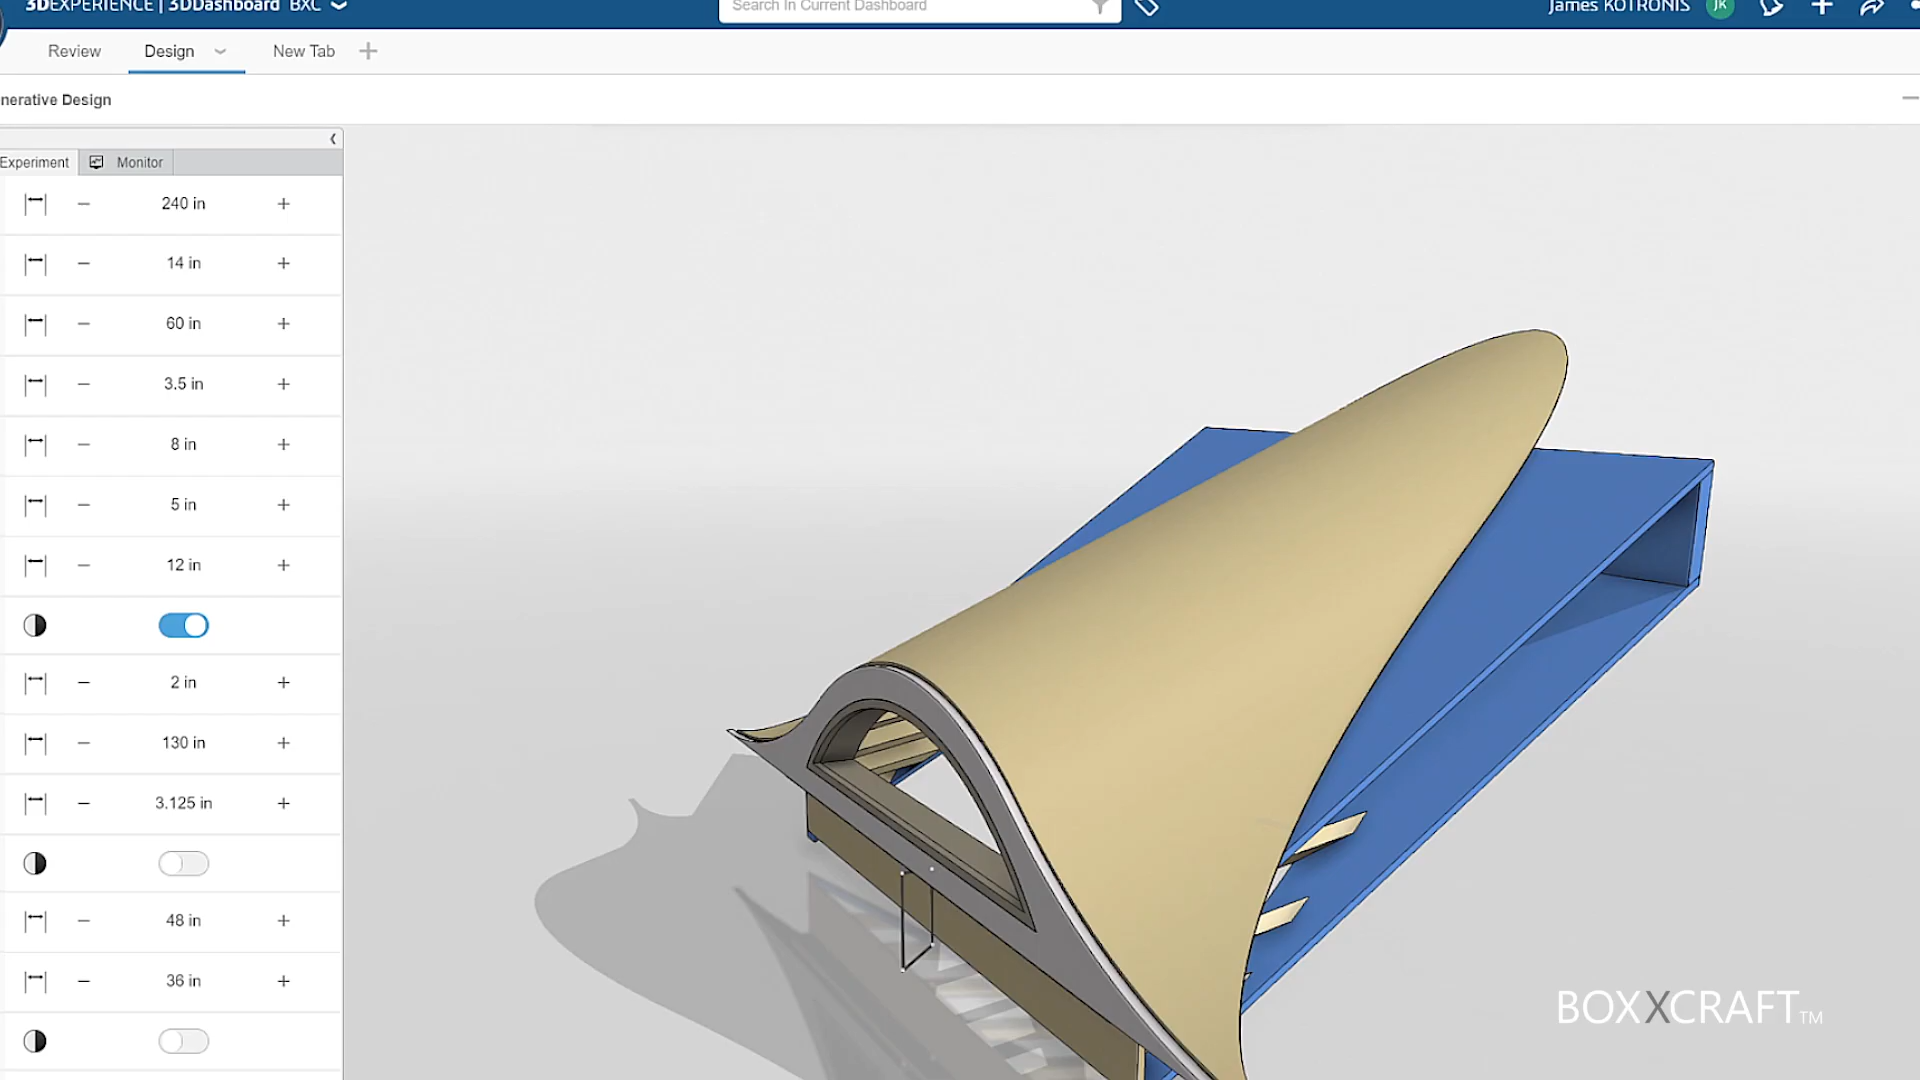 3DEXPERIENCE | 3DDashboard BXC
Search In Current Dashboard
James KOTRONIS JK
Review Design New Tab
nerative Design
Experiment Monitor
240 in
14 in
60 in
3.5 in
8 in
5 in
12 in
2 in
130 in
3.125 in
48 in
36 in
BOXXCRAFT™